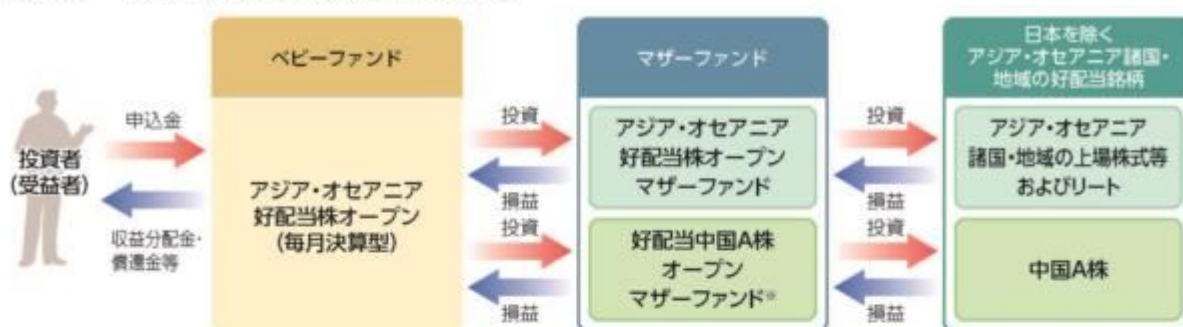 ベビーファンド
マザーファンド
日本を除く
アジア・オセアニア諸国・
地域の好配当銘柄
申込金
投資者
(受益者)
収益分配金・
償還金等
アジア・オセアニア
好配当株オープン
(毎月決算型)
投資
損益
投資
損益
アジア・オセアニア
好配当株オープン
マザーファンド
好配当中国A株
オープン
マザーファンド※
投資
損益
投資
損益
アジア・オセアニア
諸国・地域の上場株式等
およびリート
中国A株